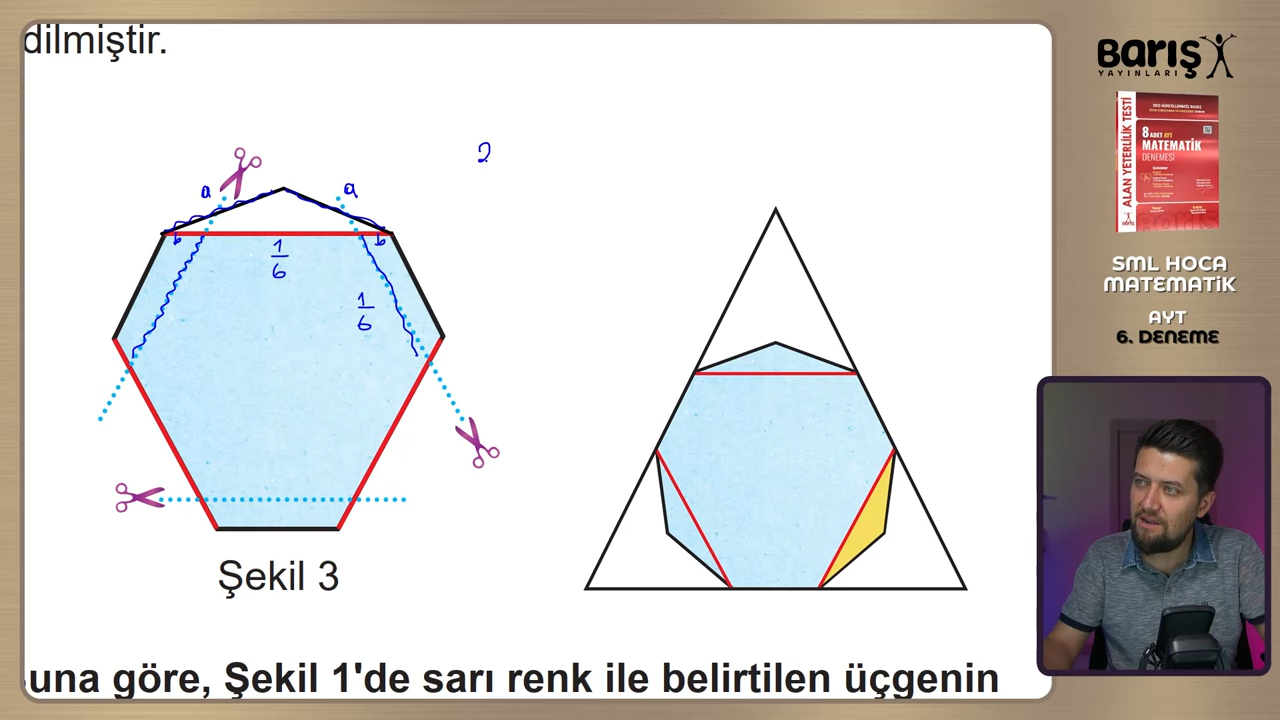 dilmiştir.
2
a
a
b
b
1
6
1
6
Şekil 3
una göre, Şekil 1'de sarı renk ile belirtilen üçgenin
Barış
YAYINLARI
ALAN YETERLİLİK TESTİ
8 ADET AYT
MATEMATİK
DENEMESİ
SML HOCA
MATEMATİK
AYT
6. DENEME